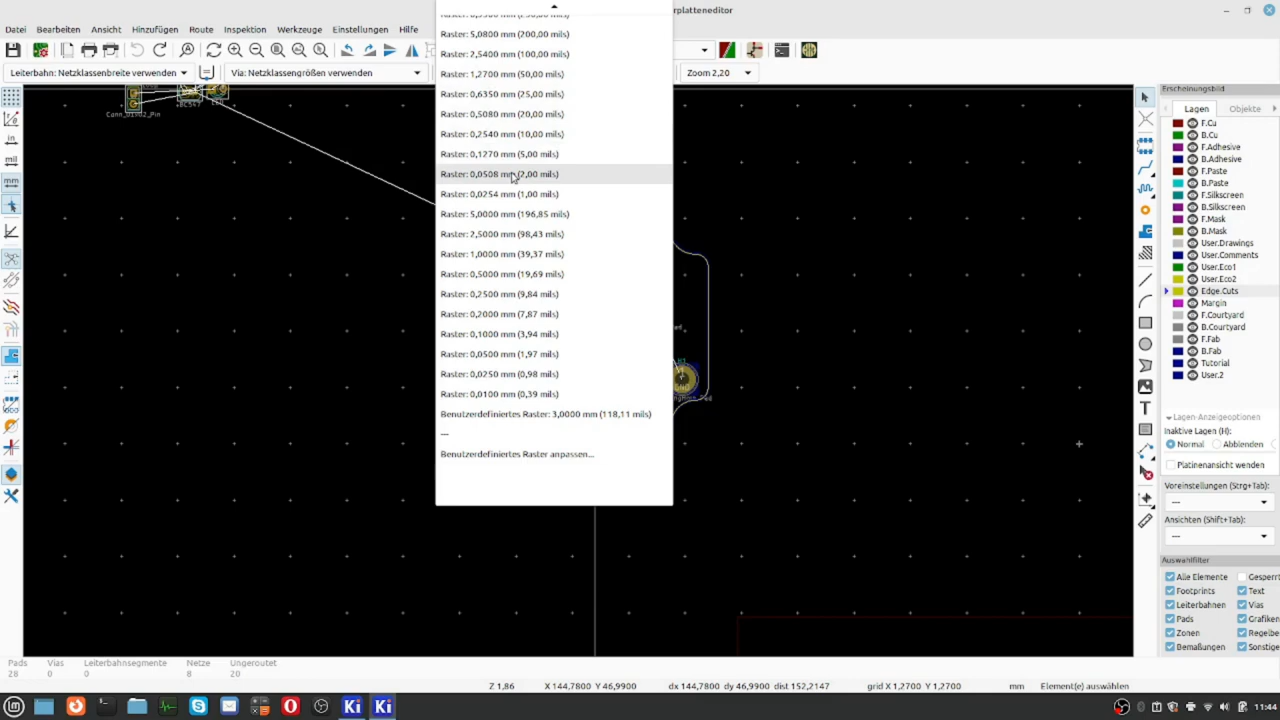 rplatteneditor
Datei Bearbeiten Ansicht Hinzufügen Route Inspektion Werkzeuge Einstellungen Hilfe
Leiterbahn: Netzklassenbreite verwenden
Via: Netzklassengrößen verwenden
Zoom 2,20
Raster: 5,0800 mm (200,00 mils)
Raster: 2,5400 mm (100,00 mils)
Raster: 1,2700 mm (50,00 mils)
Raster: 0,6350 mm (25,00 mils)
Raster: 0,5080 mm (20,00 mils)
Raster: 0,2540 mm (10,00 mils)
Raster: 0,1270 mm (5,00 mils)
Raster: 0,0508 mm (2,00 mils)
Raster: 0,0254 mm (1,00 mils)
Raster: 5,0000 mm (196,85 mils)
Raster: 2,5000 mm (98,43 mils)
Raster: 1,0000 mm (39,37 mils)
Raster: 0,5000 mm (19,69 mils)
Raster: 0,2500 mm (9,84 mils)
Raster: 0,2000 mm (7,87 mils)
Raster: 0,1000 mm (3,94 mils)
Raster: 0,0500 mm (1,97 mils)
Raster: 0,0250 mm (0,98 mils)
Raster: 0,0100 mm (0,39 mils)
Benutzerdefiniertes Raster: 3,0000 mm (118,11 mils)
---
Benutzerdefiniertes Raster anpassen...
in
mil
mm
Conn_01x02_Pin
GND
Erscheinungsbild
Lagen Objekte
F.Cu
B.Cu
F.Adhesive
B.Adhesive
F.Paste
B.Paste
F.Silkscreen
B.Silkscreen
F.Mask
B.Mask
User.Drawings
User.Comments
User.Eco1
User.Eco2
Edge.Cuts
Margin
F.Courtyard
B.Courtyard
F.Fab
B.Fab
Tutorial
User.2
Lagen-Anzeigeoptionen
Inaktive Lagen (H):
Normal Abblenden
Platinenansicht wenden
Voreinstellungen (Strg+Tab):
---
Ansichten (Shift+Tab):
---
Auswahlfilter
Alle Elemente Gesperrt
Footprints Text
Leiterbahnen Vias
Pads Grafiken
Zonen Regelbe
Bemaßungen Sonstige
Pads Vias Leiterbahnsegmente Netze Ungeroutet
28 0 0 8 20
Z 1,86 X 144,7800 Y 46,9900 dx 144,7800 dy 46,9900 dist 152,2147 grid X 1,2700 Y 1,2700 mm Element(e) auswählen
Ki Ki
11:44